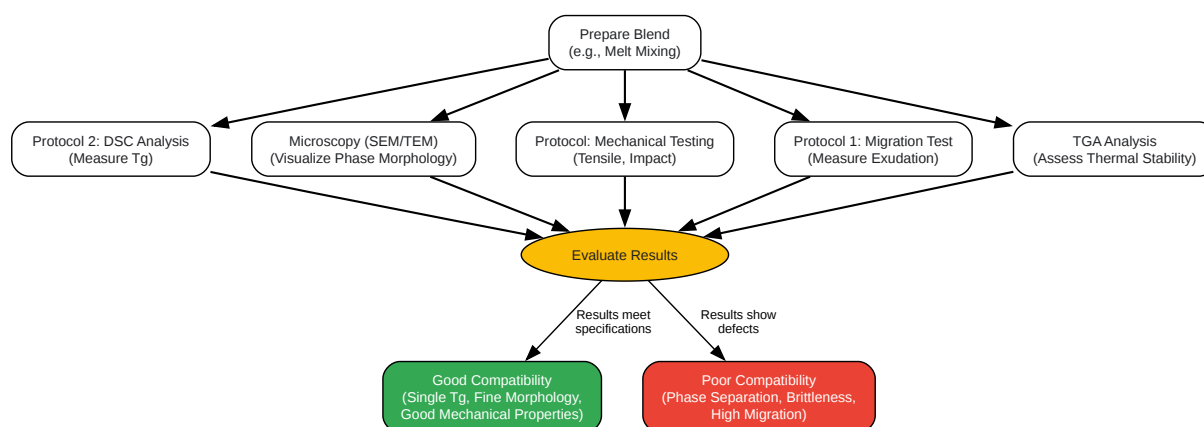 Prepare Blend
(e.g., Melt Mixing)
Protocol 2: DSC Analysis
(Measure Tg)
Microscopy (SEM/TEM)
(Visualize Phase Morphology)
Protocol: Mechanical Testing
(Tensile, Impact)
Protocol 1: Migration Test
(Measure Exudation)
TGA Analysis
(Assess Thermal Stability)
Evaluate Results
Results meet
specifications
Results show
defects
Good Compatibility
(Single Tg, Fine Morphology,
Good Mechanical Properties)
Poor Compatibility
(Phase Separation, Brittleness,
High Migration)